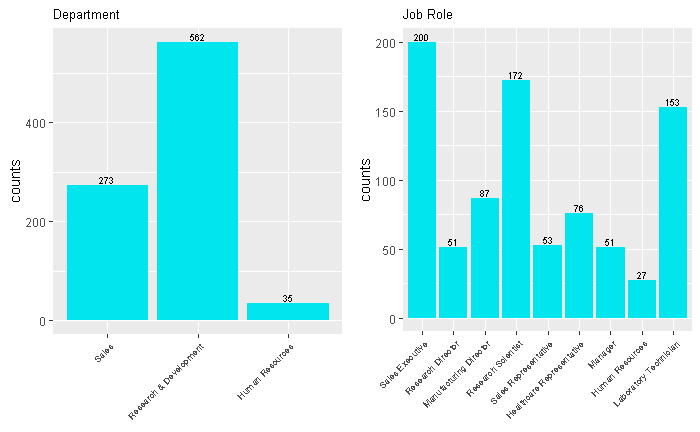 Department
counts
400
200
0
273
562
35
Sales
Research & Development
Human Resources
Job Role
counts
200
150
100
50
0
200
51
87
172
53
76
51
27
153
Sales Executive
Research Director
Manufacturing Director
Research Scientist
Sales Representative
Healthcare Representative
Manager
Human Resources
Laboratory Technician